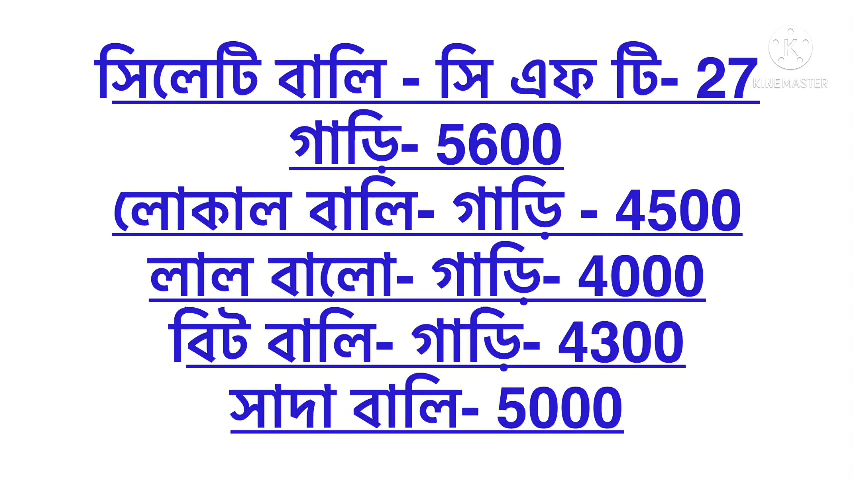 সিলেটি বালি - সি এফ টি- 27
গাড়ি- 5600
লোকাল বালি- গাড়ি - 4500
লাল বালো- গাড়ি- 4000
বিট বালি- গাড়ি- 4300
সাদা বালি- 5000
K
KINEMASTER